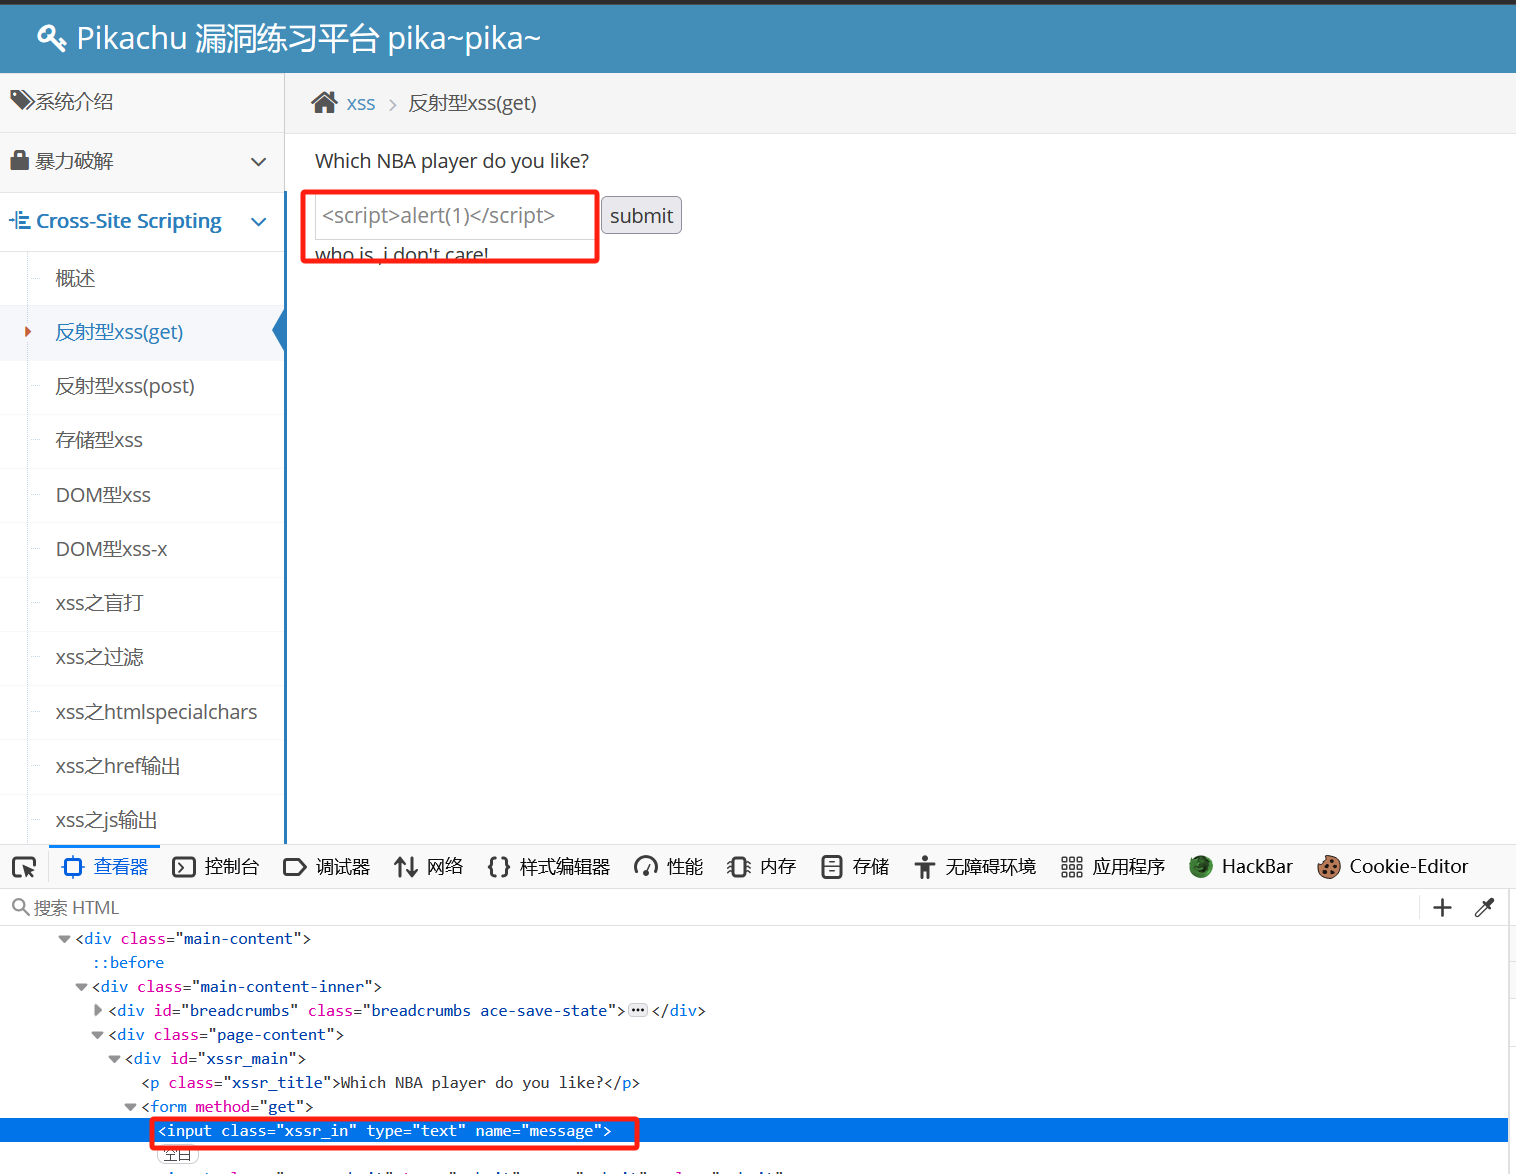 Pikachu 漏洞练习平台 pika~pika~
系统介绍
暴力破解
Cross-Site Scripting
概述
反射型xss(get)
反射型xss(post)
存储型xss
DOM型xss
DOM型xss-x
xss之盲打
xss之过滤
xss之htmlspecialchars
xss之href输出
xss之js输出
xss > 反射型xss(get)
Which NBA player do you like?
<script>alert(1)</script> submit
who is ,i don't care!
查看器 控制台 调试器 网络 {} 样式编辑器 性能 内存 存储 无障碍环境 应用程序 HackBar Cookie-Editor
搜索 HTML
<div class="main-content">
::before
<div class="main-content-inner">
<div id="breadcrumbs" class="breadcrumbs ace-save-state">···</div>
<div class="page-content">
<div id="xssr_main">
<p class="xssr_title">Which NBA player do you like?</p>
<form method="get">
<input class="xssr_in" type="text" name="message">
空白